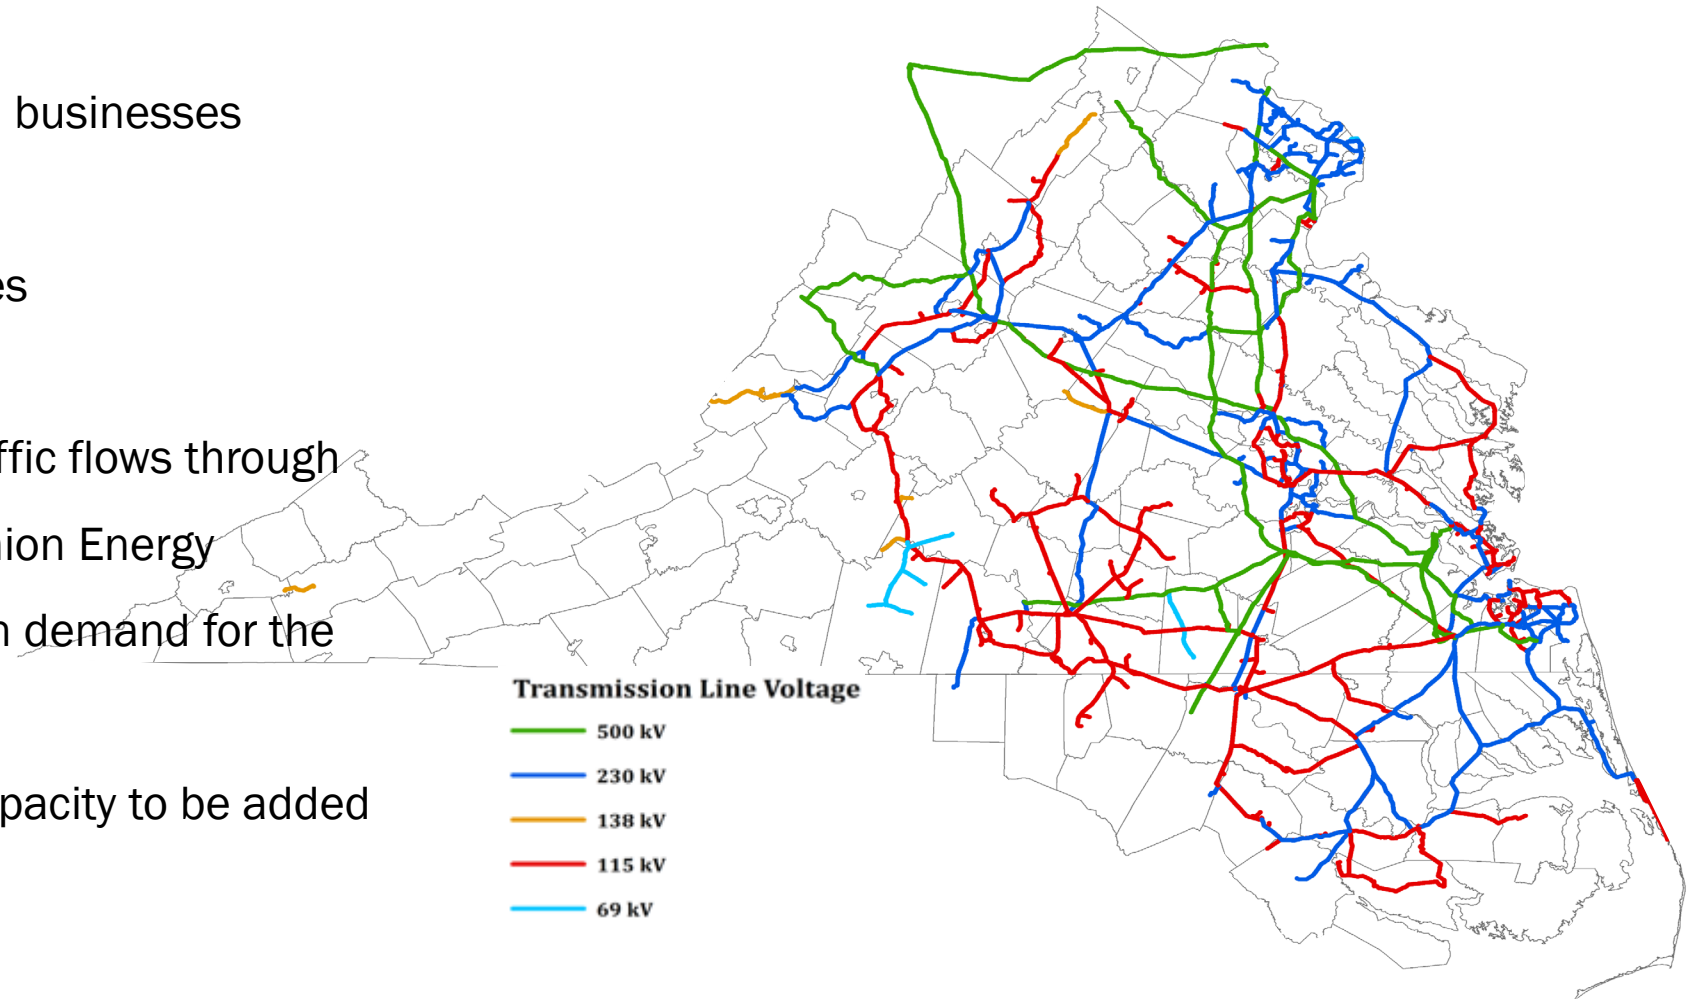 businesses
es
ffic flows through
nion Energy
n demand for the
pacity to be added
Transmission Line Voltage
500 kV
230 kV
138 kV
115 kV
69 kV